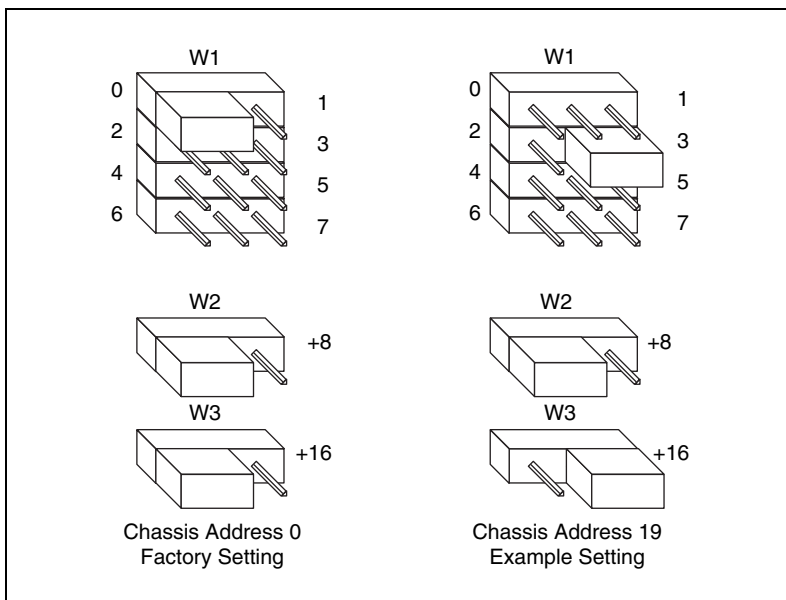 W1
0
1
2
3
4
5
6
7
W2
+8
W3
+16
Chassis Address 0
Factory Setting
W1
0
1
2
3
4
5
6
7
W2
+8
W3
+16
Chassis Address 19
Example Setting